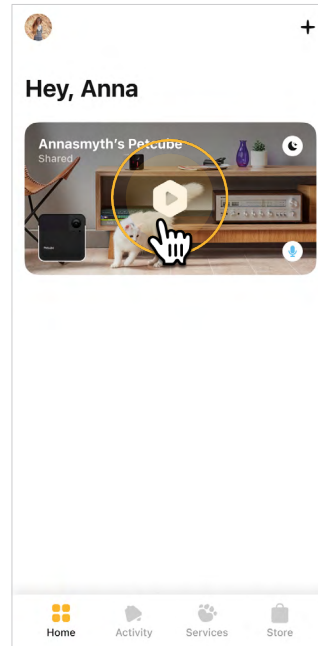 Hey, Anna
Annasmyth's Petcube
Shared
Home
Activity
Services
Store